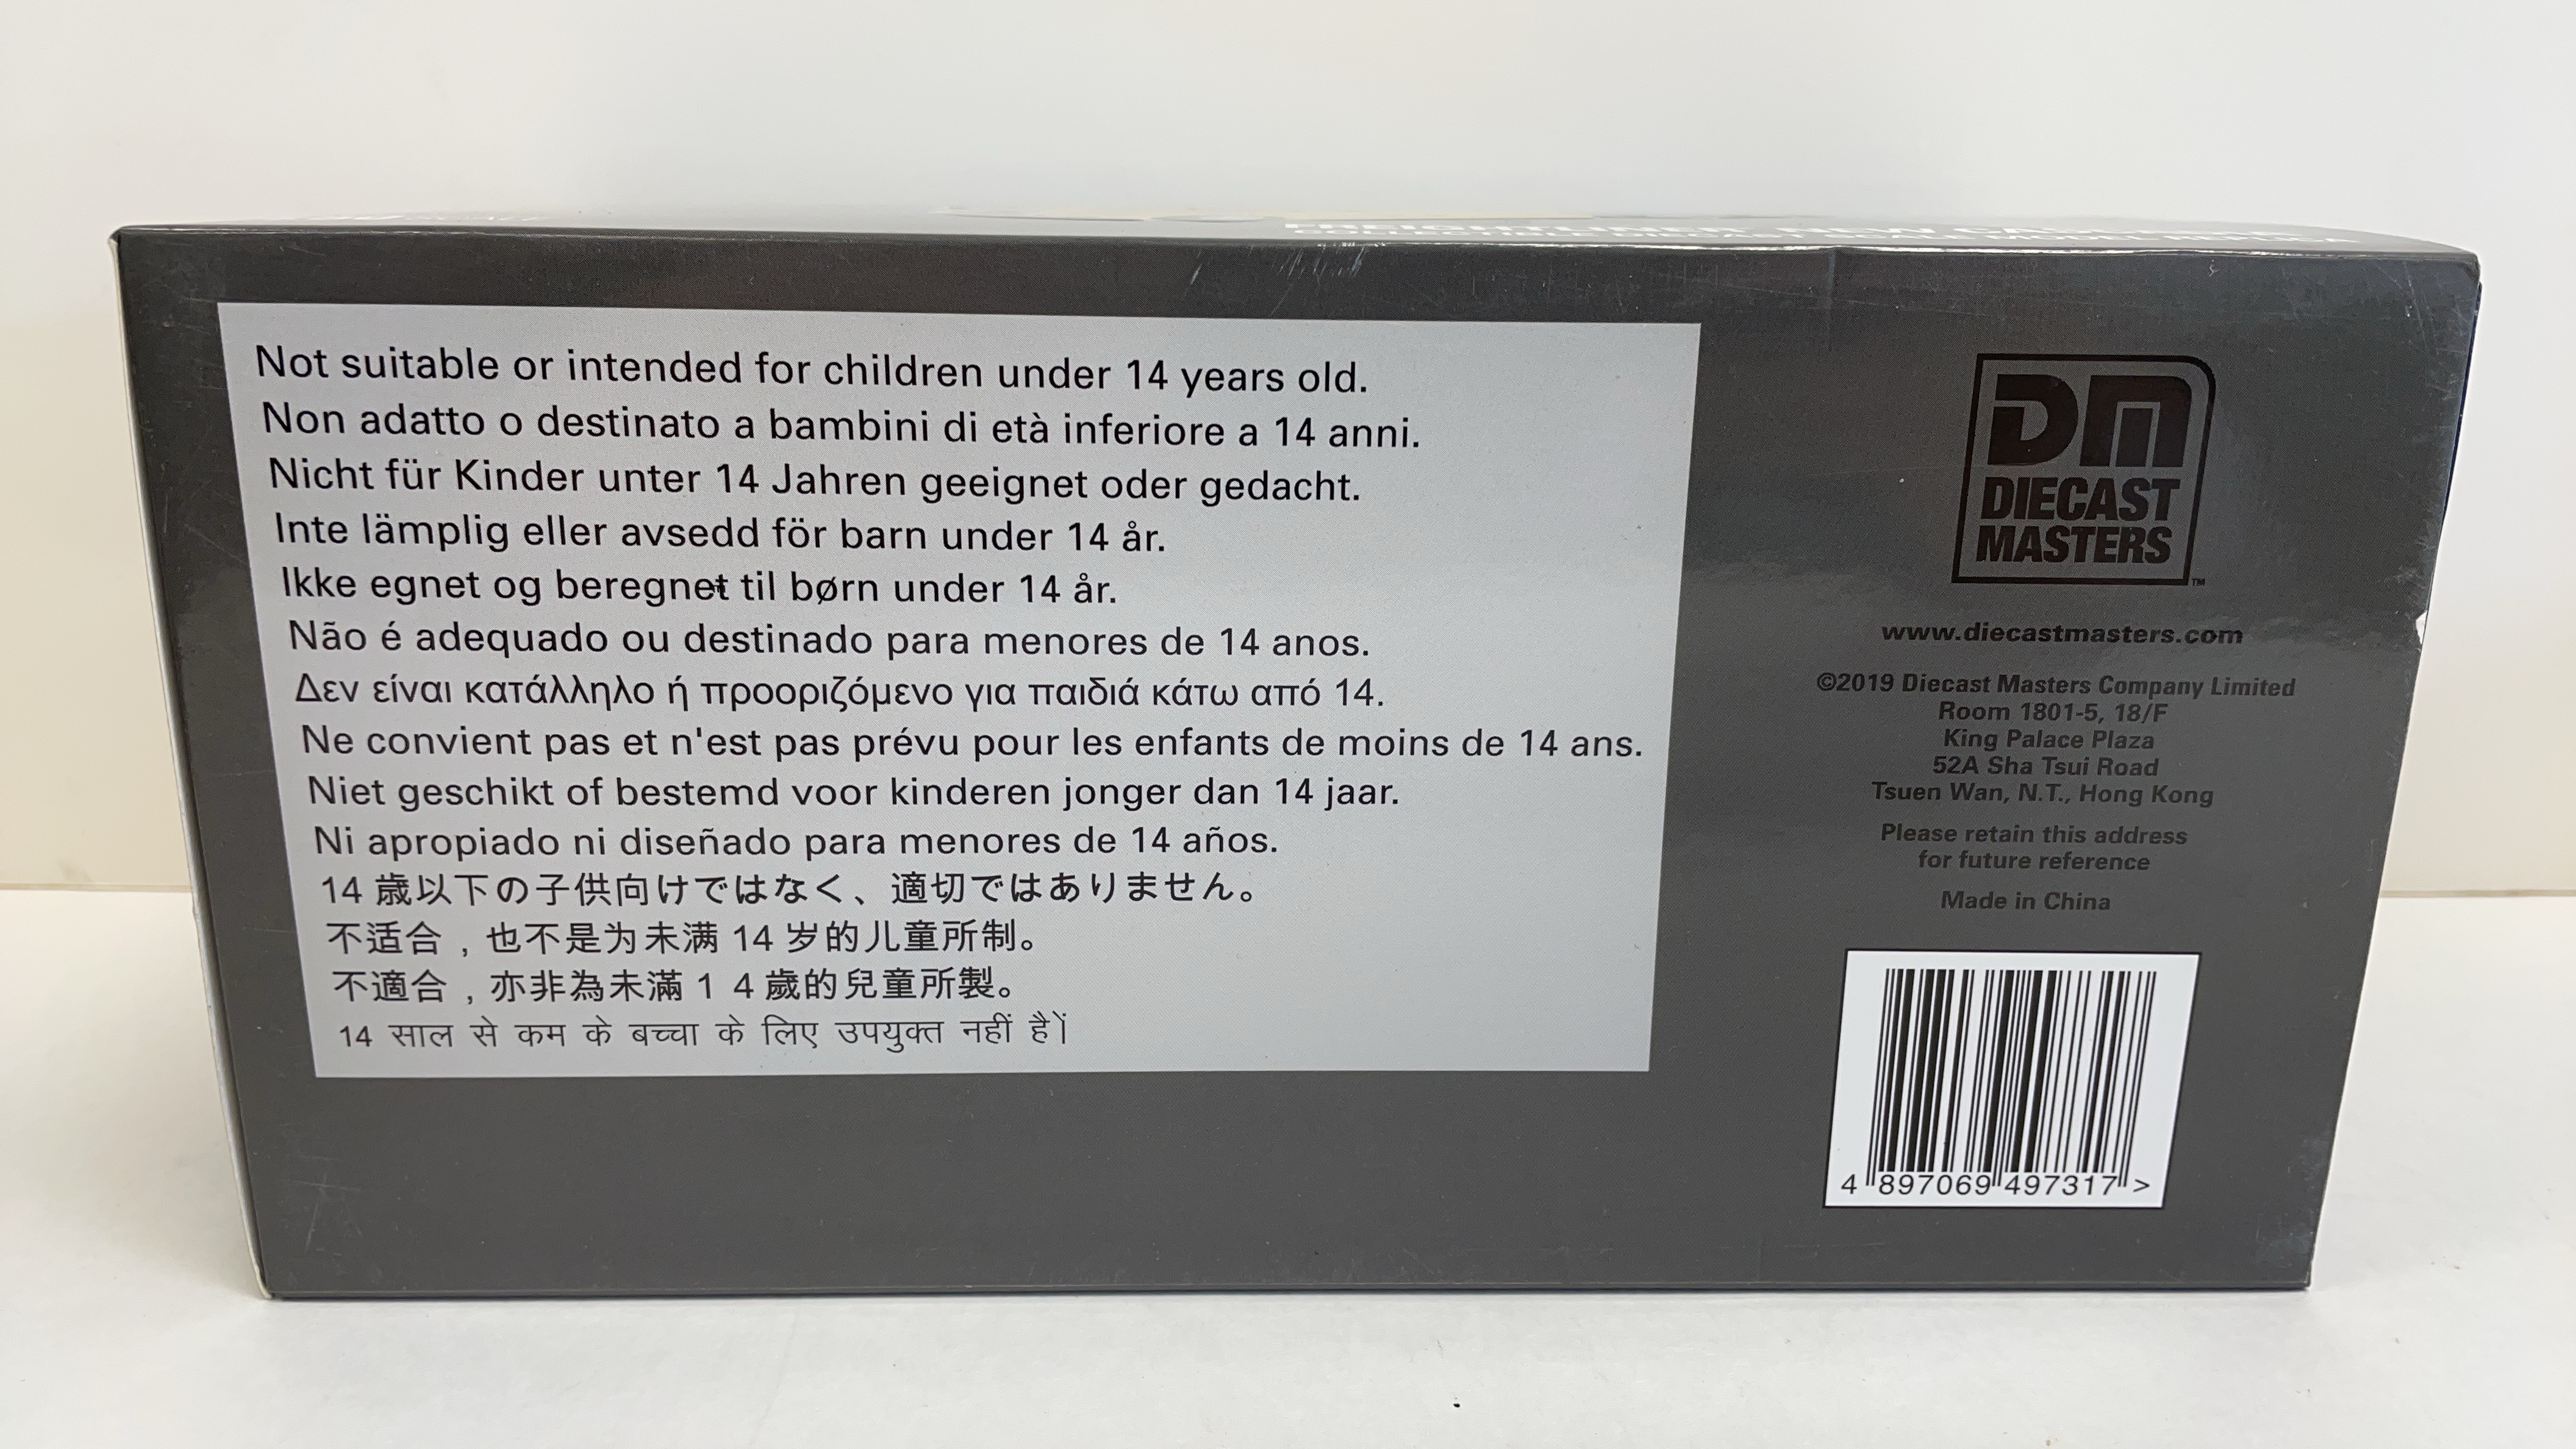 FREIGHTLINER NEW CASCADIA
Not suitable or intended for children under 14 years old.
Non adatto o destinato a bambini di età inferiore a 14 anni.
Nicht für Kinder unter 14 Jahren geeignet oder gedacht.
Inte lämplig eller avsedd för barn under 14 år.
Ikke egnet og beregnet til børn under 14 år.
Não é adequado ou destinado para menores de 14 anos.
Δεν είναι κατάλληλο ή προοριζόμενο για παιδιά κάτω από 14.
Ne convient pas et n'est pas prévu pour les enfants de moins de 14 ans.
Niet geschikt of bestemd voor kinderen jonger dan 14 jaar.
Ni apropiado ni diseñado para menores de 14 años.
14 歳以下の子供向けではなく、適切ではありません。
不适合，也不是为未满 14 岁的儿童所制。
不適合，亦非為未滿 1 4 歲的兒童所製。
14 साल से कम के बच्चा के लिए उपयुक्त नहीं हैं।
DM
DIECAST
MASTERS
™
www.diecastmasters.com
©2019 Diecast Masters Company Limited
Room 1801-5, 18/F
King Palace Plaza
52A Sha Tsui Road
Tsuen Wan, N.T., Hong Kong
Please retain this address
for future reference
Made in China
4 897069 497317 >